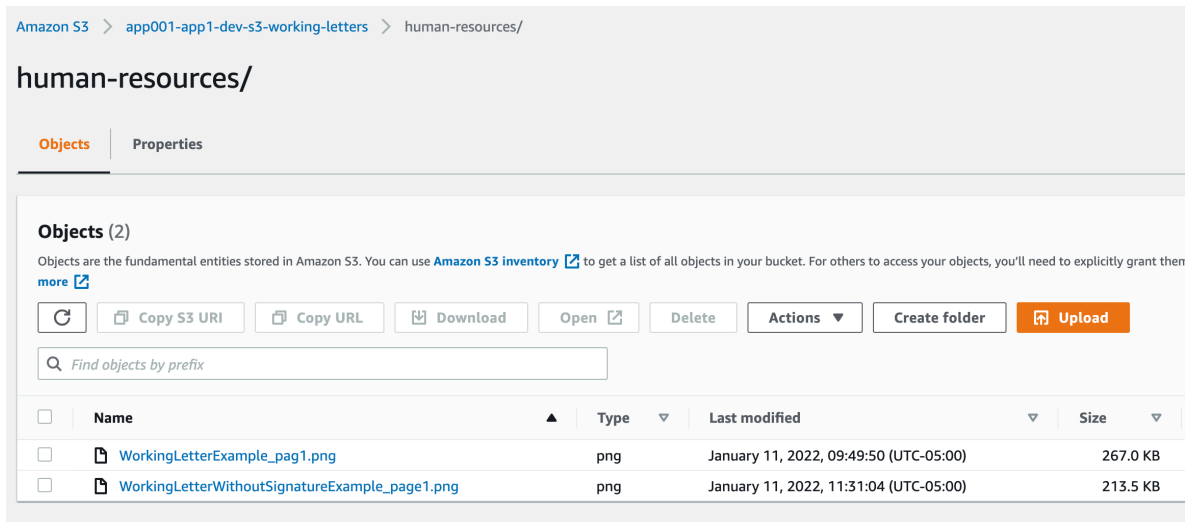 Amazon S3 > app001-app1-dev-s3-working-letters > human-resources/
human-resources/
Objects Properties
Objects (2)
Objects are the fundamental entities stored in Amazon S3. You can use Amazon S3 inventory to get a list of all objects in your bucket. For others to access your objects, you'll need to explicitly grant them
more
Copy S3 URI Copy URL Download Open Delete Actions Create folder Upload
Find objects by prefix
Name Type Last modified Size
WorkingLetterExample_pag1.png png January 11, 2022, 09:49:50 (UTC-05:00) 267.0 KB
WorkingLetterWithoutSignatureExample_page1.png png January 11, 2022, 11:31:04 (UTC-05:00) 213.5 KB